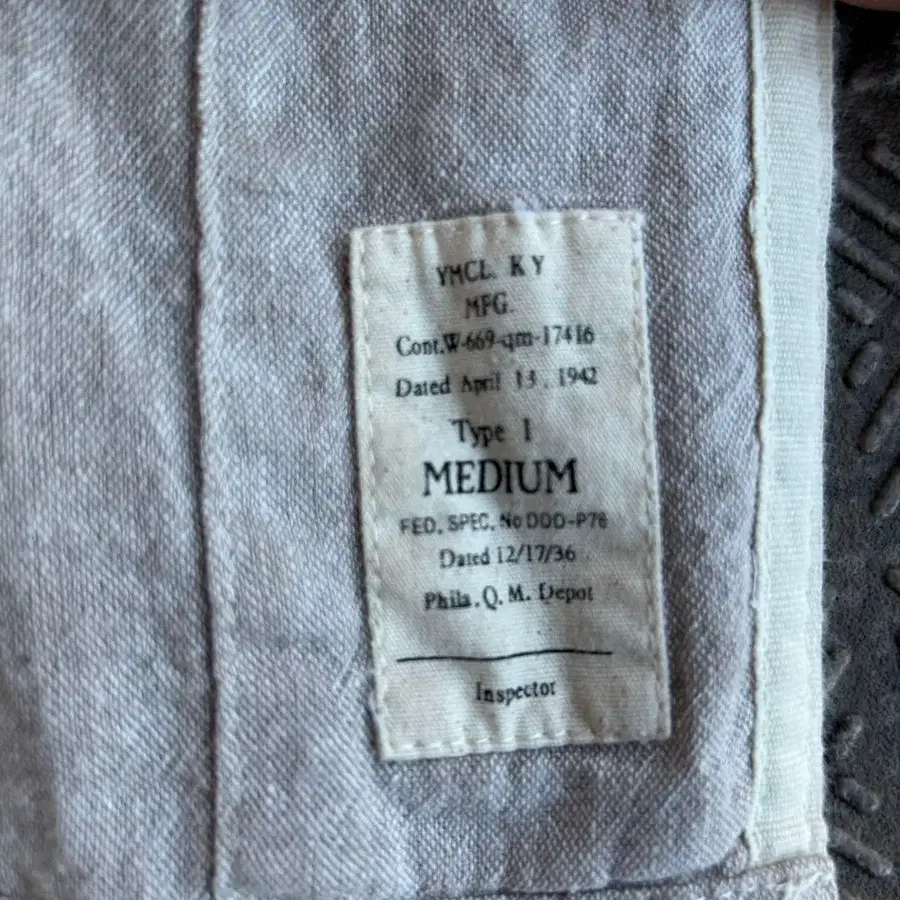 YMCL. KY
MFG.
Cont.W-669-qm-17416
Dated April 13, 1942
Type I
MEDIUM
FED. SPEC. No DDD-P76
Dated 12/17/36
Phila. Q. M. Depot
Inspector